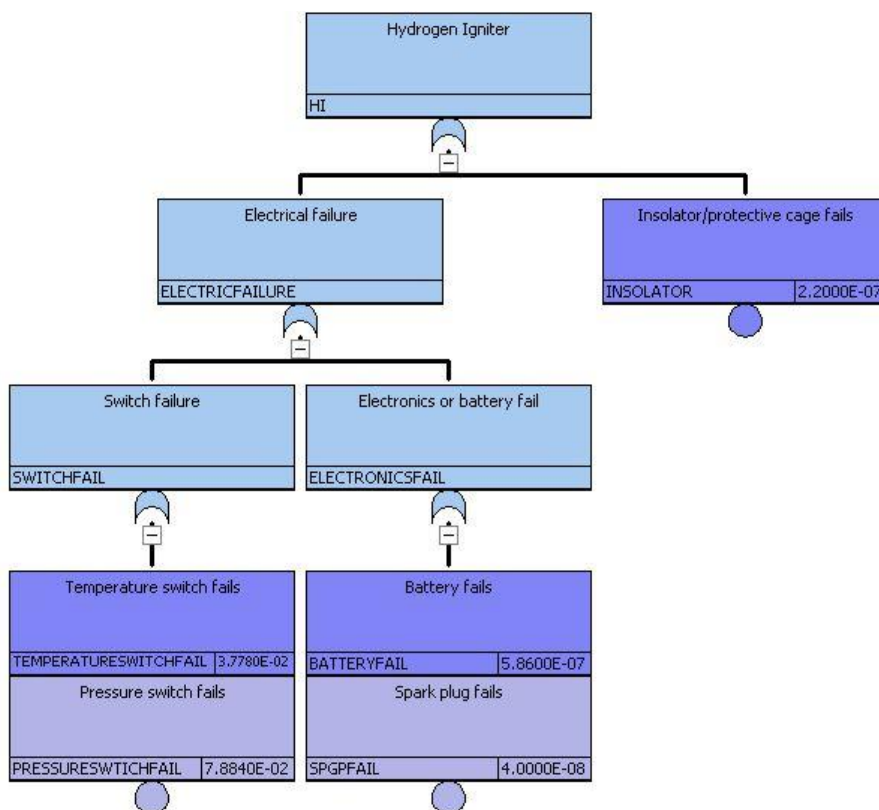 Hydrogen Igniter
HI
Electrical failure
ELECTRICFAILURE
Insolator/protective cage fails
INSOLATOR 2.2000E-07
Switch failure
SWITCHFAIL
Electronics or battery fail
ELECTRONICSFAIL
Temperature switch fails
TEMPERATURESWITCHFAIL 3.7780E-02
Pressure switch fails
PRESSURESWTICHFAIL 7.8840E-02
Battery fails
BATTERYFAIL 5.8600E-07
Spark plug fails
SPGPFAIL 4.0000E-08